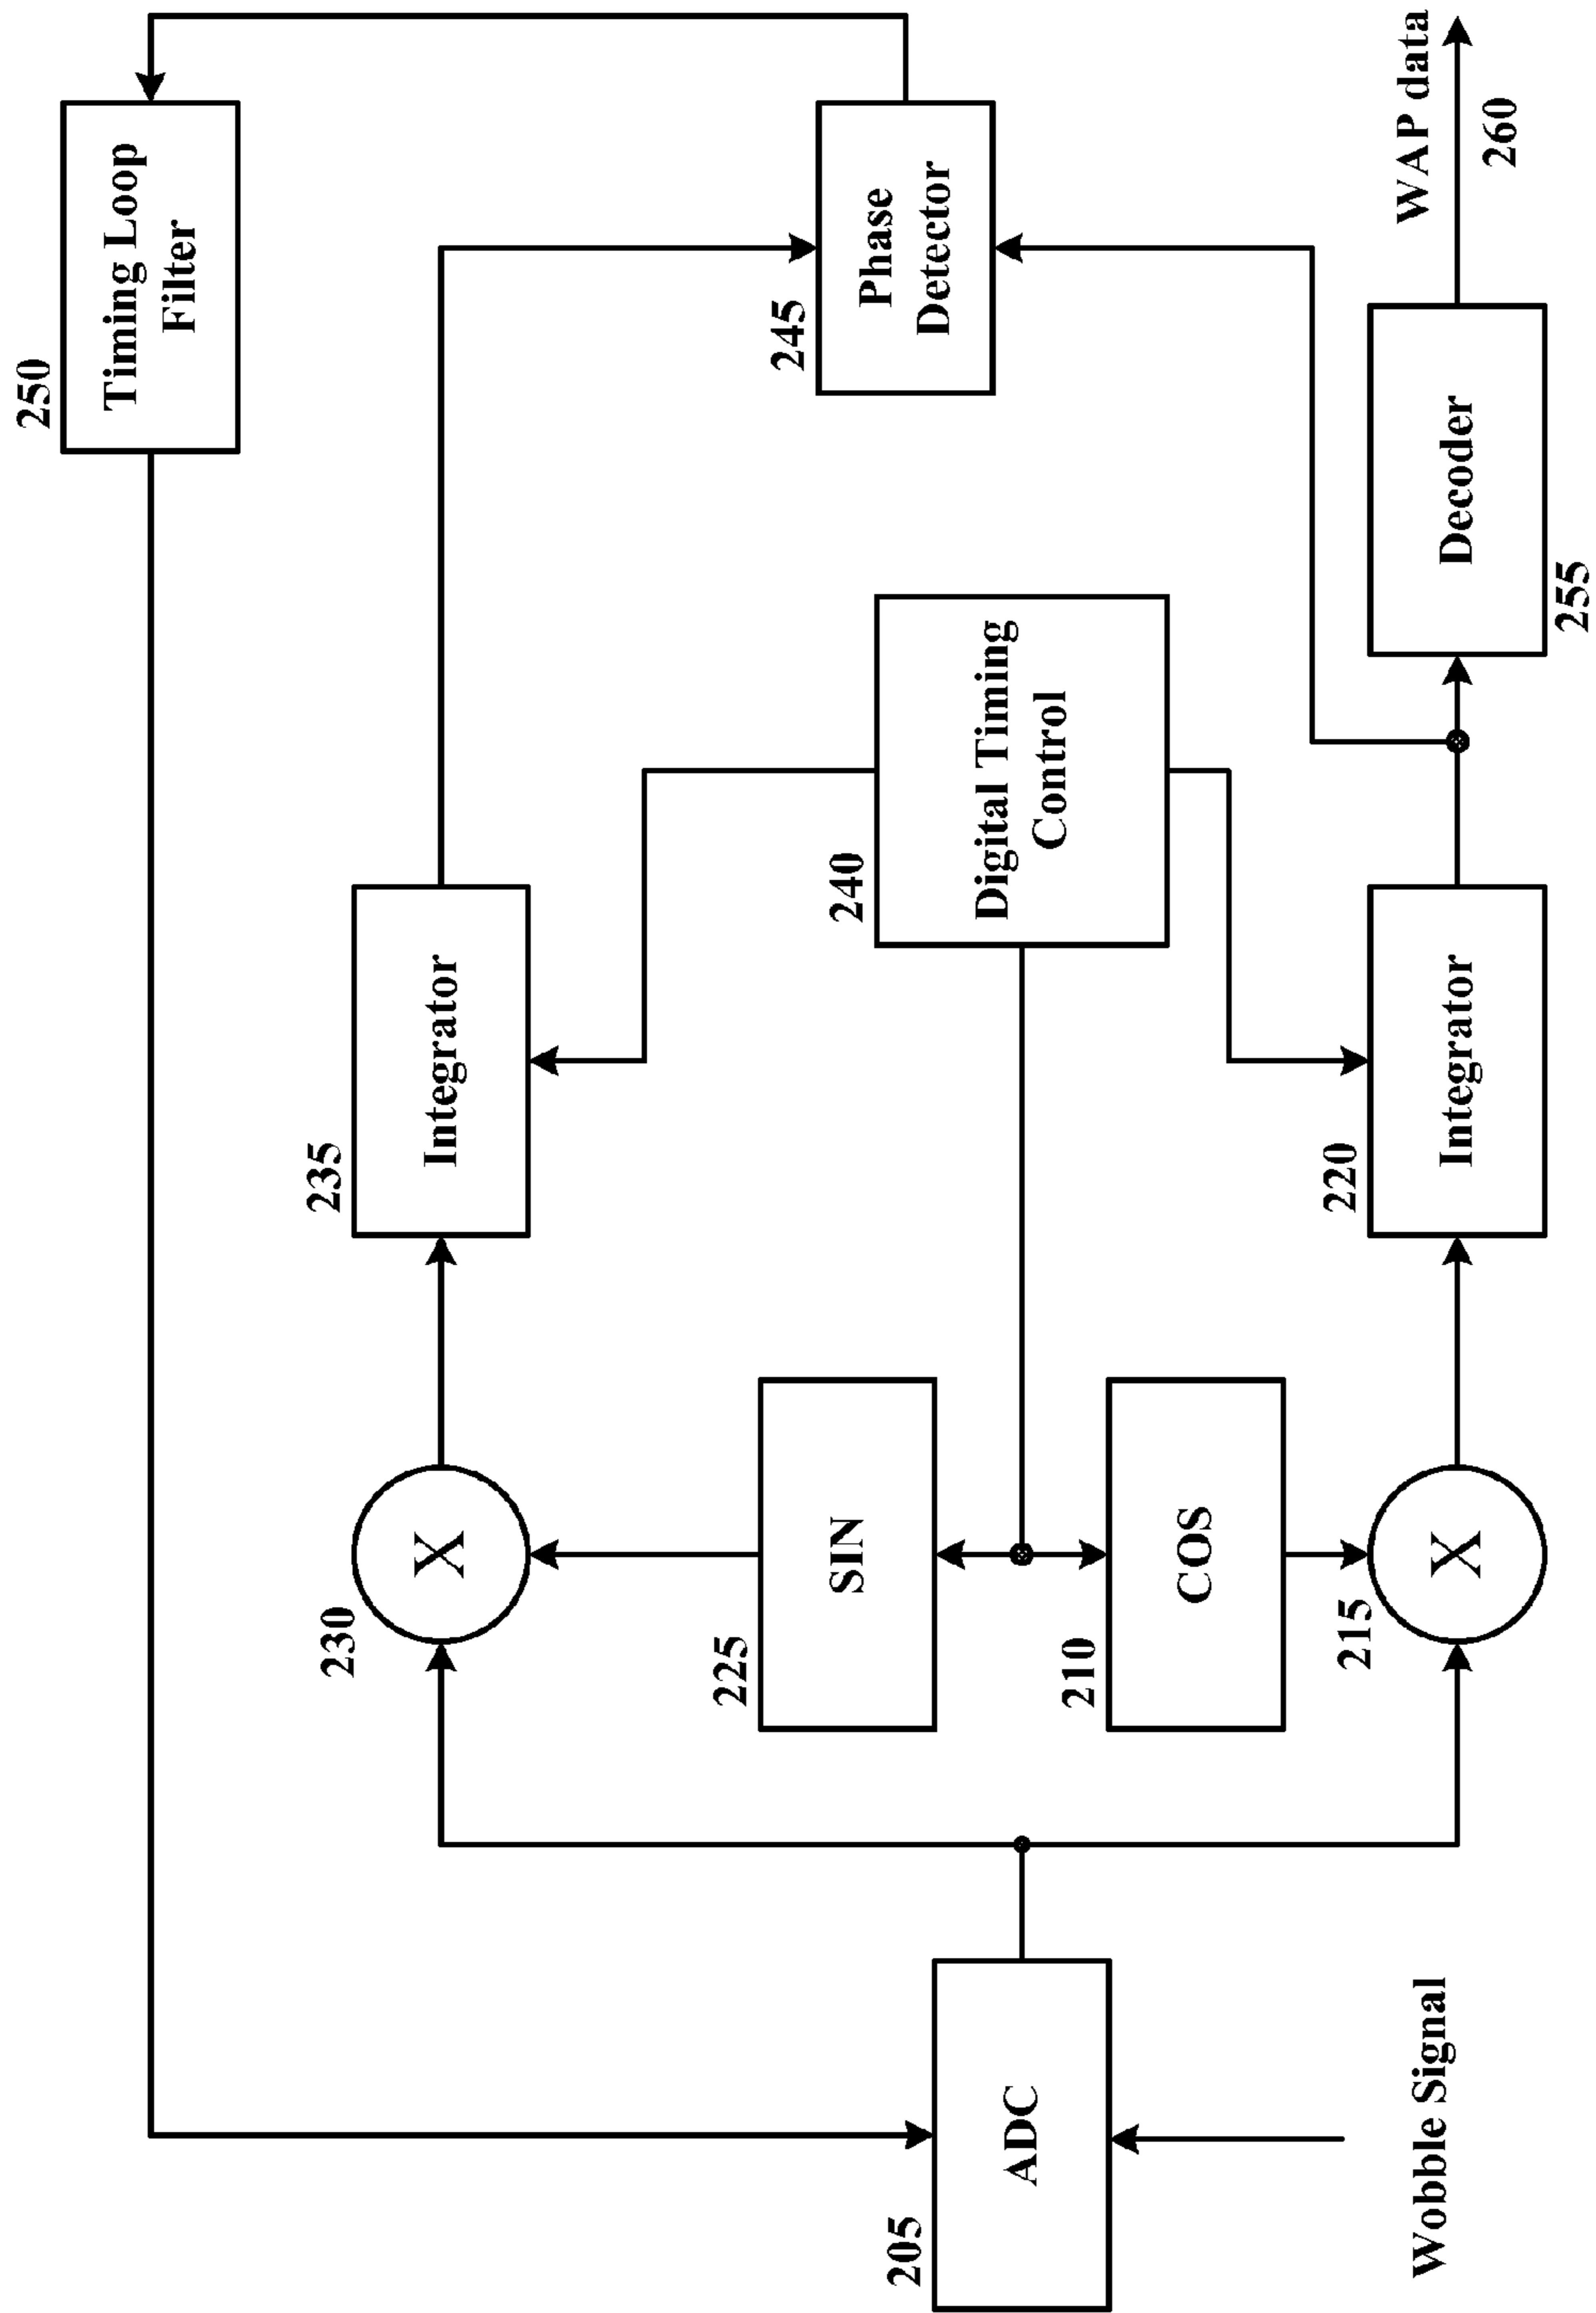 250
Timing Loop
Filter
235
Integrator
230
X
245
Phase
Detector
240
Digital Timing
Control
225
SIN
205
ADC
210
COS
WAP data
260
Decoder
255
220
Integrator
215
X
Wobble Signal